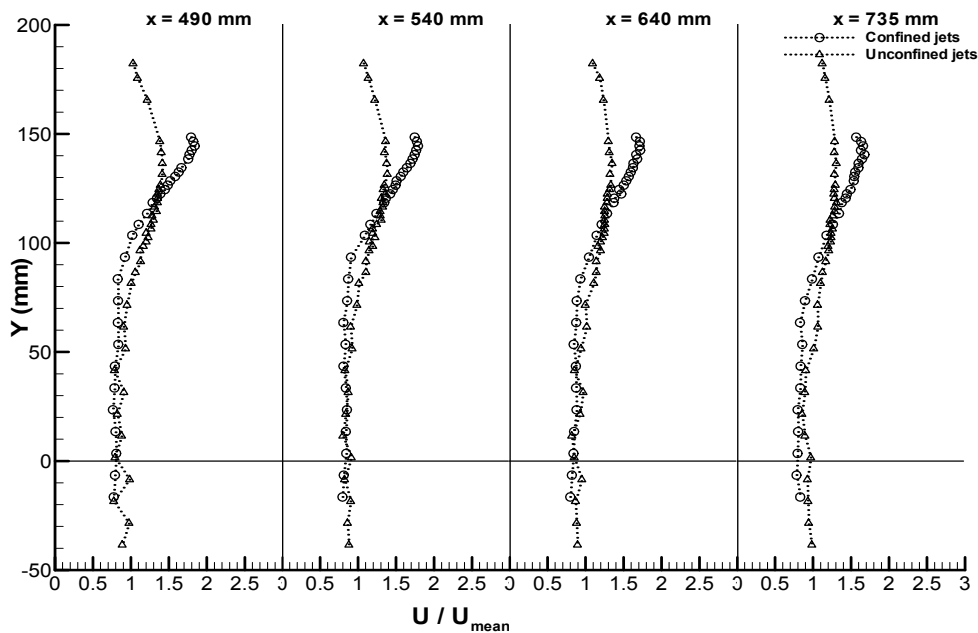 x = 490 mm
x = 540 mm
x = 640 mm
x = 735 mm
Confined jets
Unconfined jets
200
150
100
50
0
-50
Y (mm)
0 0.5 1 1.5 2 2.5 0 0.5 1 1.5 2 2.5 0 0.5 1 1.5 2 2.5 0 0.5 1 1.5 2 2.5 3
U / Umean